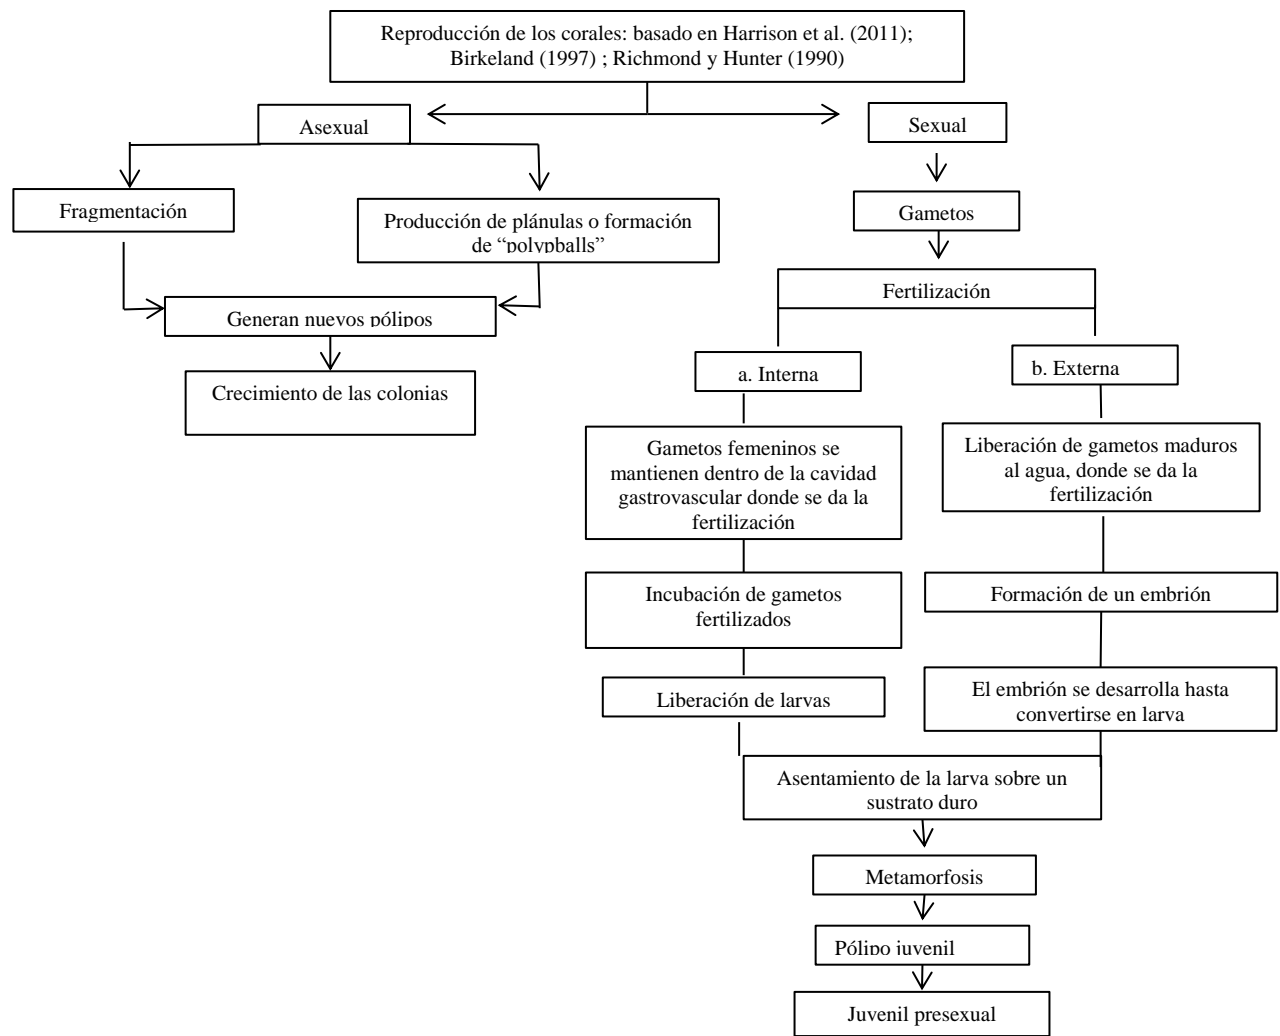 Reproducción de los corales: basado en Harrison et al. (2011);
Birkeland (1997) ; Richmond y Hunter (1990)
Asexual
Sexual
Fragmentación
Producción de plánulas o formación
de “polypballs”
Gametos
Generan nuevos pólipos
Fertilización
Crecimiento de las colonias
a. Interna
b. Externa
Gametos femeninos se
mantienen dentro de la cavidad
gastrovascular donde se da la
fertilización
Liberación de gametos maduros
al agua, donde se da la
fertilización
Incubación de gametos
fertilizados
Formación de un embrión
Liberación de larvas
El embrión se desarrolla hasta
convertirse en larva
Asentamiento de la larva sobre un
sustrato duro
Metamorfosis
Pólipo juvenil
Juvenil presexual